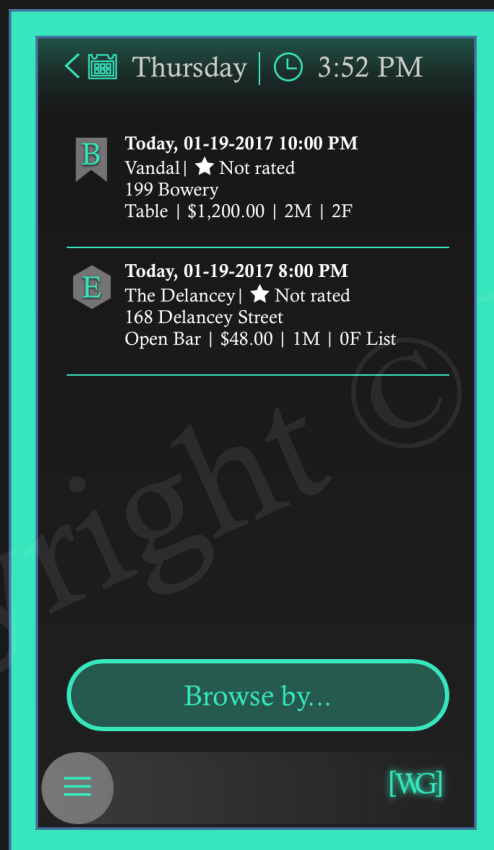 Thursday | 3:52 PM
B
Today, 01-19-2017 10:00 PM
Vandal| ★ Not rated
199 Bowery
Table | $1,200.00 | 2M | 2F
E
Today, 01-19-2017 8:00 PM
The Delancey| ★ Not rated
168 Delancey Street
Open Bar | $48.00 | 1M | 0F List
yright ©
Browse by...
[WG]